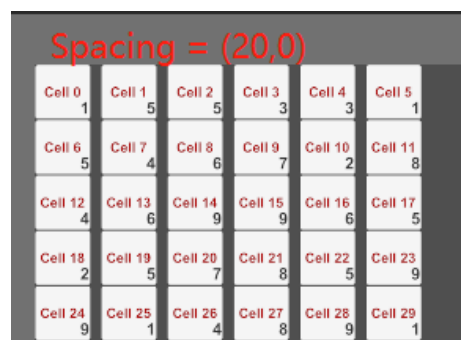 Spacing = (20,0)
Cell 0 Cell 1 Cell 2 Cell 3 Cell 4 Cell 5
1 5 5 3 3 1
Cell 6 Cell 7 Cell 8 Cell 9 Cell 10 Cell 11
5 4 6 7 2 8
Cell 12 Cell 13 Cell 14 Cell 15 Cell 16 Cell 17
4 6 9 9 6 5
Cell 18 Cell 19 Cell 20 Cell 21 Cell 22 Cell 23
2 5 7 8 5 9
Cell 24 Cell 25 Cell 26 Cell 27 Cell 28 Cell 29
9 1 4 8 9 1